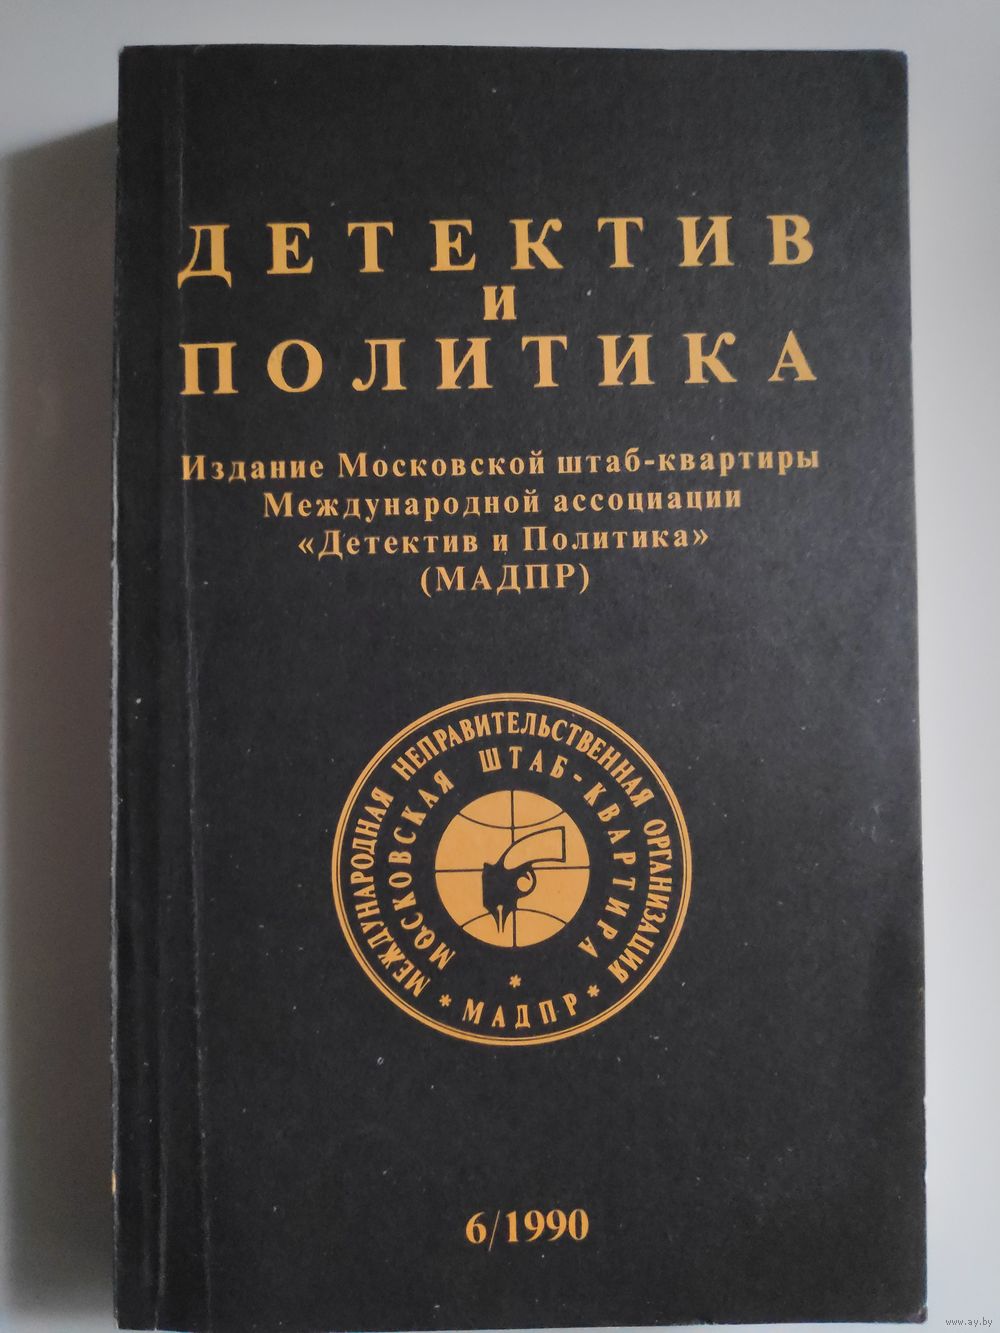 ДЕТЕКТИВ
И
ПОЛИТИКА
Издание Московской штаб-квартиры
Международной ассоциации
«Детектив и Политика»
(МАДПР)
МЕЖДУНАРОДНАЯ НЕПРАВИТЕЛЬСТВЕННАЯ ОРГАНИЗАЦИЯ
МОСКОВСКАЯ ШТАБ-КВАРТИРА
* МАДПР *
6/1990
www.ay.by